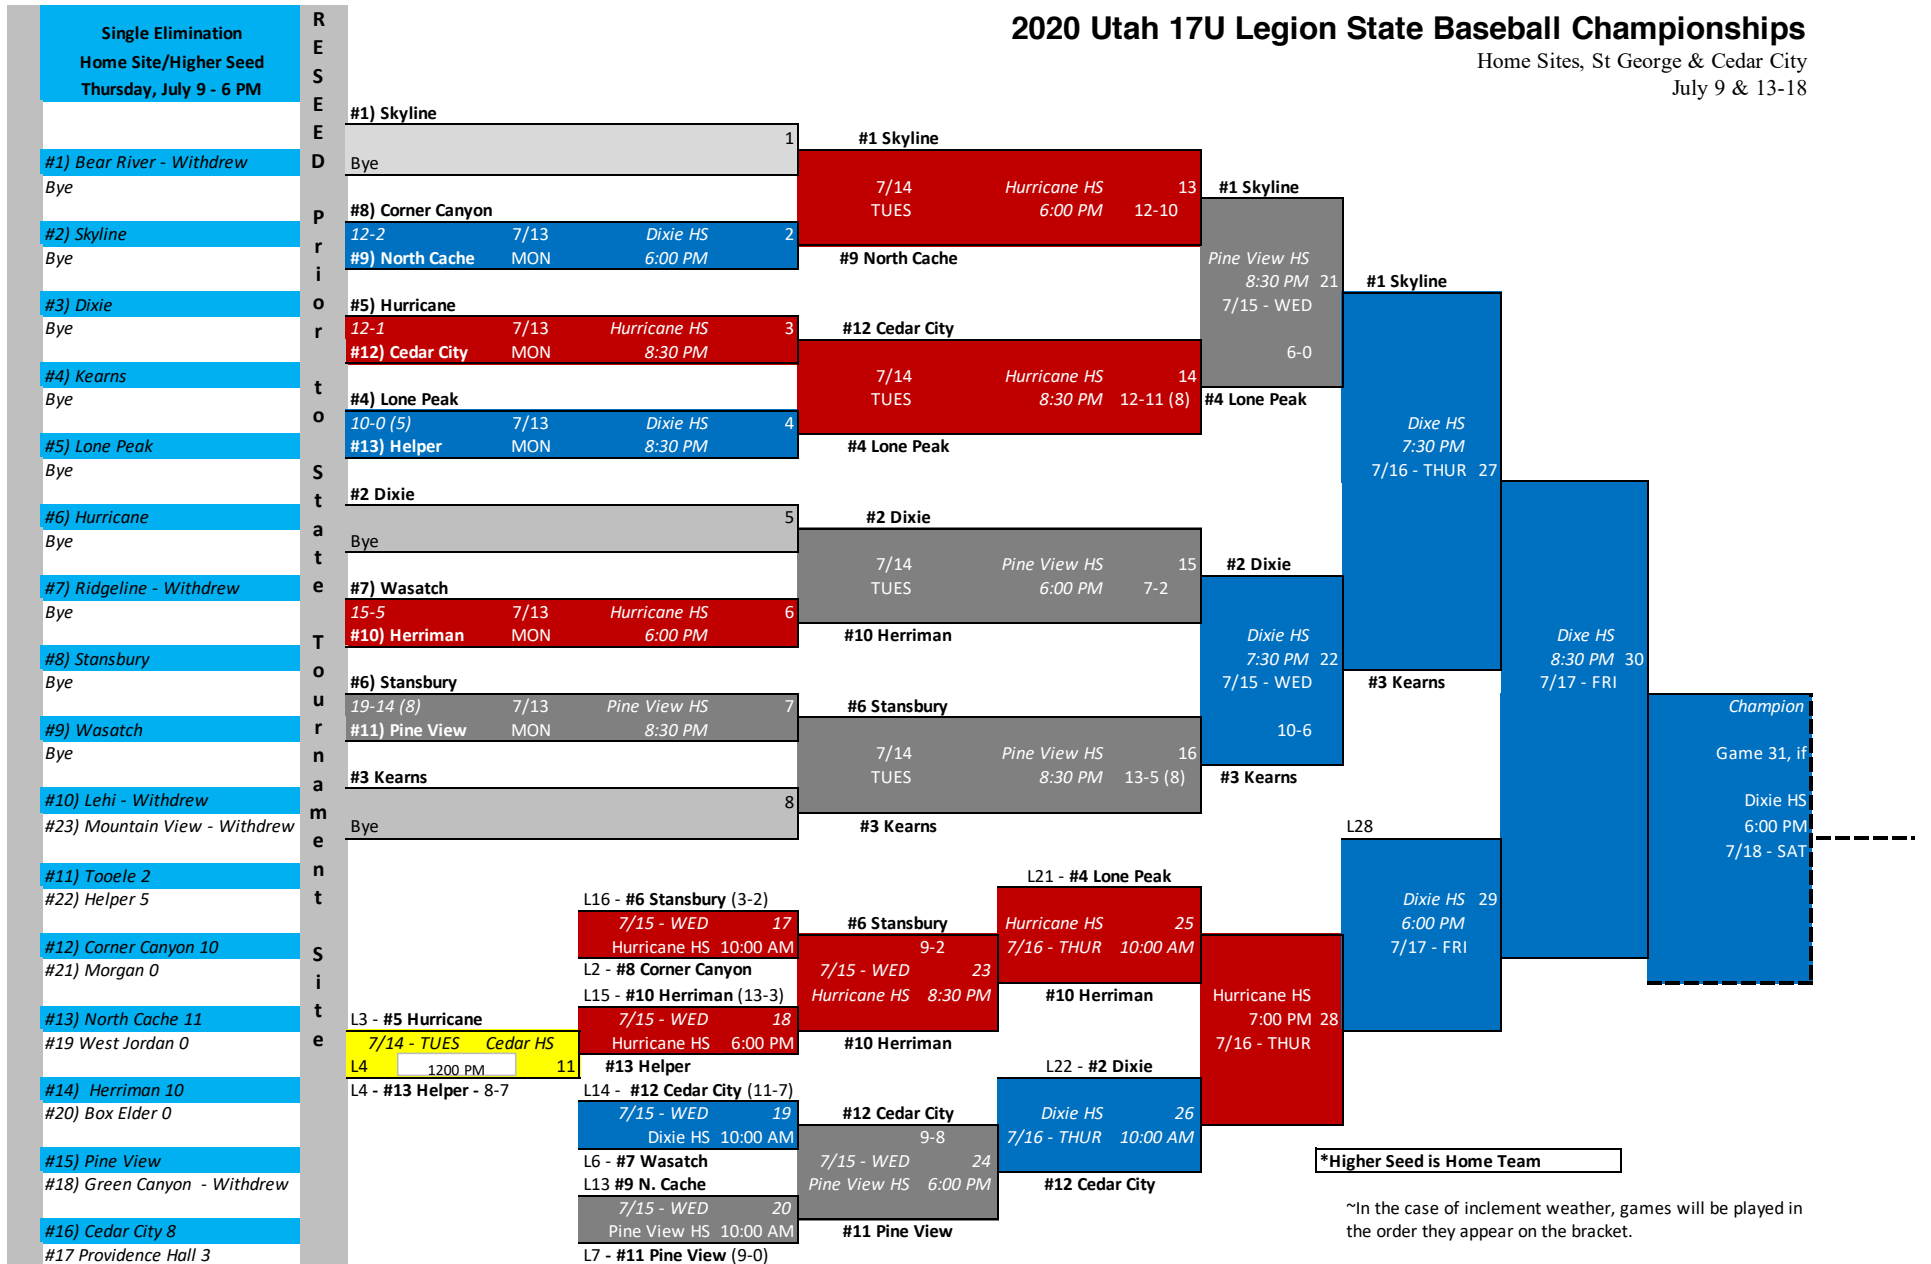 2020 Utah 17U Legion State Baseball Championships
Home Sites, St George & Cedar City
July 9 & 13-18
Single Elimination
Home Site/Higher Seed
Thursday, July 9 - 6 PM
#1) Bear River - Withdrew
Bye
#2) Skyline
Bye
#3) Dixie
Bye
#4) Kearns
Bye
#5) Lone Peak
Bye
#6) Hurricane
Bye
#7) Ridgeline - Withdrew
Bye
#8) Stansbury
Bye
#9) Wasatch
Bye
#10) Lehi - Withdrew
#23) Mountain View - Withdrew
#11) Tooele 2
#22) Helper 5
#12) Corner Canyon 10
#21) Morgan 0
#13) North Cache 11
#19 West Jordan 0
#14) Herriman 10
#20) Box Elder 0
#15) Pine View
#18) Green Canyon - Withdrew
#16) Cedar City 8
#17 Providence Hall 3
RESEED Prior to State Tournament Site
#1) Skyline
1
Bye
#8) Corner Canyon
12-2 7/13 Dixie HS 2
#9) North Cache MON 6:00 PM
#5) Hurricane
12-1 7/13 Hurricane HS 3
#12) Cedar City MON 8:30 PM
#4) Lone Peak
10-0 (5) 7/13 Dixie HS 4
#13) Helper MON 8:30 PM
#2 Dixie
5
Bye
#7) Wasatch
15-5 7/13 Hurricane HS 6
#10) Herriman MON 6:00 PM
#6) Stansbury
19-14 (8) 7/13 Pine View HS 7
#11) Pine View MON 8:30 PM
#3 Kearns
8
Bye
L3 - #5 Hurricane
7/14 - TUES Cedar HS
L4 1200 PM 11
L4 - #13 Helper - 8-7
L16 - #6 Stansbury (3-2)
7/15 - WED 17
Hurricane HS 10:00 AM
L2 - #8 Corner Canyon
L15 - #10 Herriman (13-3)
7/15 - WED 18
Hurricane HS 6:00 PM
#13 Helper
L14 - #12 Cedar City (11-7)
7/15 - WED 19
Dixie HS 10:00 AM
L6 - #7 Wasatch
L13 #9 N. Cache
7/15 - WED 20
Pine View HS 10:00 AM
L7 - #11 Pine View (9-0)
#1 Skyline
7/14 Hurricane HS 13
TUES 6:00 PM 12-10
#9 North Cache
#12 Cedar City
7/14 Hurricane HS 14
TUES 8:30 PM 12-11 (8)
#4 Lone Peak
#2 Dixie
7/14 Pine View HS 15
TUES 6:00 PM 7-2
#10 Herriman
#6 Stansbury
7/14 Pine View HS 16
TUES 8:30 PM 13-5 (8)
#3 Kearns
#6 Stansbury
9-2
7/15 - WED 23
Hurricane HS 8:30 PM
#10 Herriman
#12 Cedar City
9-8
7/15 - WED 24
Pine View HS 6:00 PM
#11 Pine View
L21 - #4 Lone Peak
Hurricane HS 25
7/16 - THUR 10:00 AM
#10 Herriman
L22 - #2 Dixie
Dixie HS 26
7/16 - THUR 10:00 AM
#12 Cedar City
#1 Skyline
Pine View HS
8:30 PM 21
7/15 - WED
6-0
#4 Lone Peak
#2 Dixie
Dixie HS
7:30 PM 22
7/15 - WED
10-6
#3 Kearns
Hurricane HS
7:00 PM 28
7/16 - THUR
#1 Skyline
Dixe HS
7:30 PM
7/16 - THUR 27
#3 Kearns
L28
Dixie HS 29
6:00 PM
7/17 - FRI
Dixe HS
8:30 PM 30
7/17 - FRI
Champion
Game 31, if
Dixie HS
6:00 PM
7/18 - SAT
*Higher Seed is Home Team
~In the case of inclement weather, games will be played in
the order they appear on the bracket.